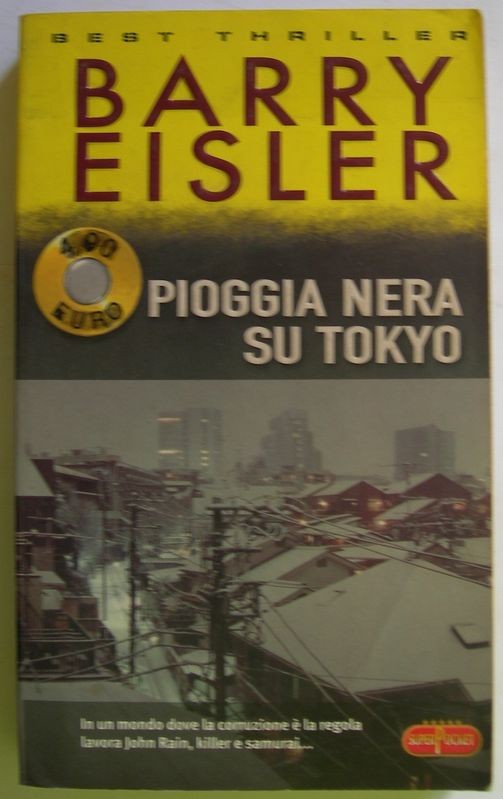 BEST THRILLER
BARRY
EISLER
4,90
EURO
PIOGGIA NERA
SU TOKYO
In un mondo dove la corruzione è la regola
lavora John Rain, killer e samurai...
SUPERPOCKET